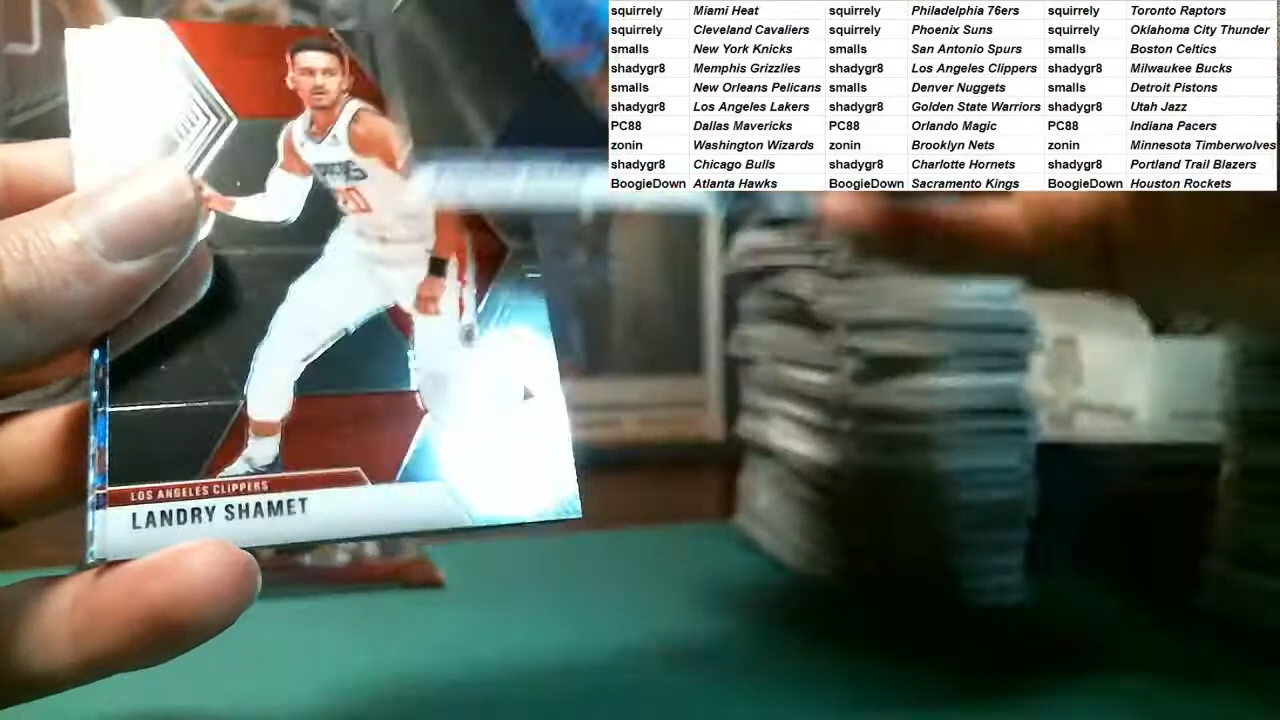 squirrely Miami Heat squirrely Philadelphia 76ers squirrely Toronto Raptors
squirrely Cleveland Cavaliers squirrely Phoenix Suns squirrely Oklahoma City Thunder
smalls New York Knicks smalls San Antonio Spurs smalls Boston Celtics
shadygr8 Memphis Grizzlies shadygr8 Los Angeles Clippers shadygr8 Milwaukee Bucks
smalls New Orleans Pelicans smalls Denver Nuggets smalls Detroit Pistons
shadygr8 Los Angeles Lakers shadygr8 Golden State Warriors shadygr8 Utah Jazz
PC88 Dallas Mavericks PC88 Orlando Magic PC88 Indiana Pacers
zonin Washington Wizards zonin Brooklyn Nets zonin Minnesota Timberwolves
shadygr8 Chicago Bulls shadygr8 Charlotte Hornets shadygr8 Portland Trail Blazers
BoogieDown Atlanta Hawks BoogieDown Sacramento Kings BoogieDown Houston Rockets
LOS ANGELES CLIPPERS
LANDRY SHAMET